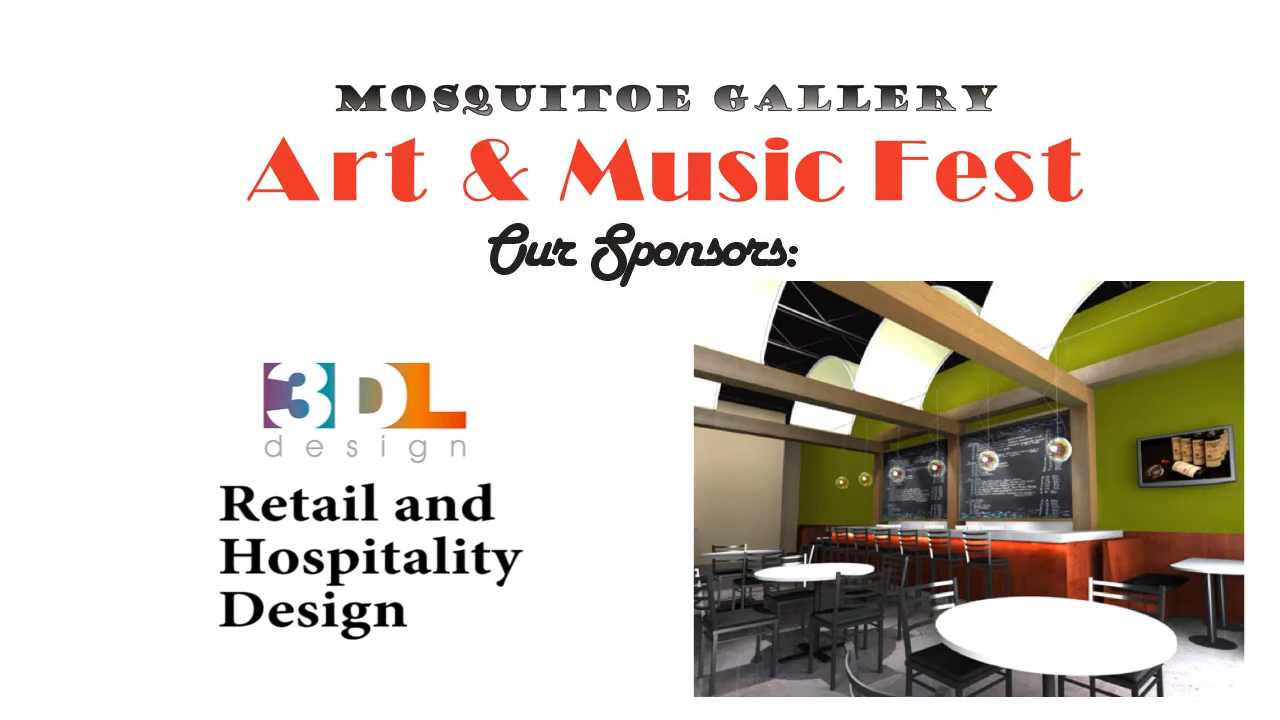 MOSQUITOE GALLERY
Art & Music Fest
Our Sponsors:
3DL
design
Retail and
Hospitality
Design